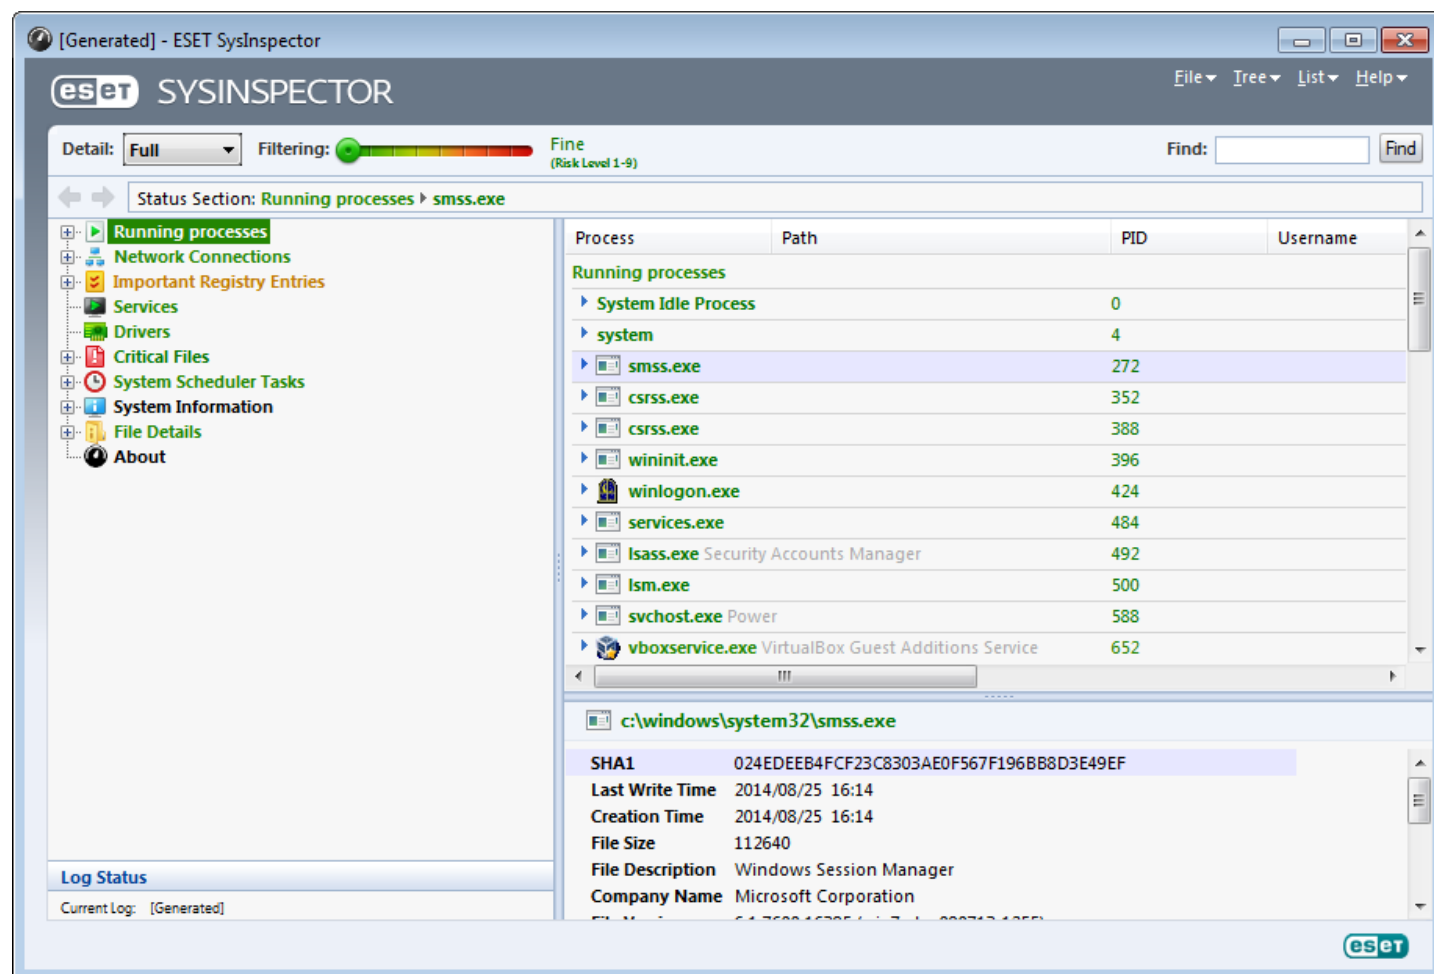 [Generated] - ESET SysInspector
eset SYSINSPECTOR
File Tree List Help
Detail: Full Filtering: Fine Find: Find
(Risk Level 1-9)
Status Section: Running processes smss.exe
Running processes
Network Connections
Important Registry Entries
Services
Drivers
Critical Files
System Scheduler Tasks
System Information
File Details
About
Log Status
Current Log: [Generated]
Process Path PID Username
Running processes
System Idle Process 0
system 4
smss.exe 272
csrss.exe 352
csrss.exe 388
wininit.exe 396
winlogon.exe 424
services.exe 484
lsass.exe Security Accounts Manager 492
lsm.exe 500
svchost.exe Power 588
vboxservice.exe VirtualBox Guest Additions Service 652
c:\windows\system32\smss.exe
SHA1 024EDEEB4FCF23C8303AE0F567F196BB8D3E49EF
Last Write Time 2014/08/25 16:14
Creation Time 2014/08/25 16:14
File Size 112640
File Description Windows Session Manager
Company Name Microsoft Corporation
eset